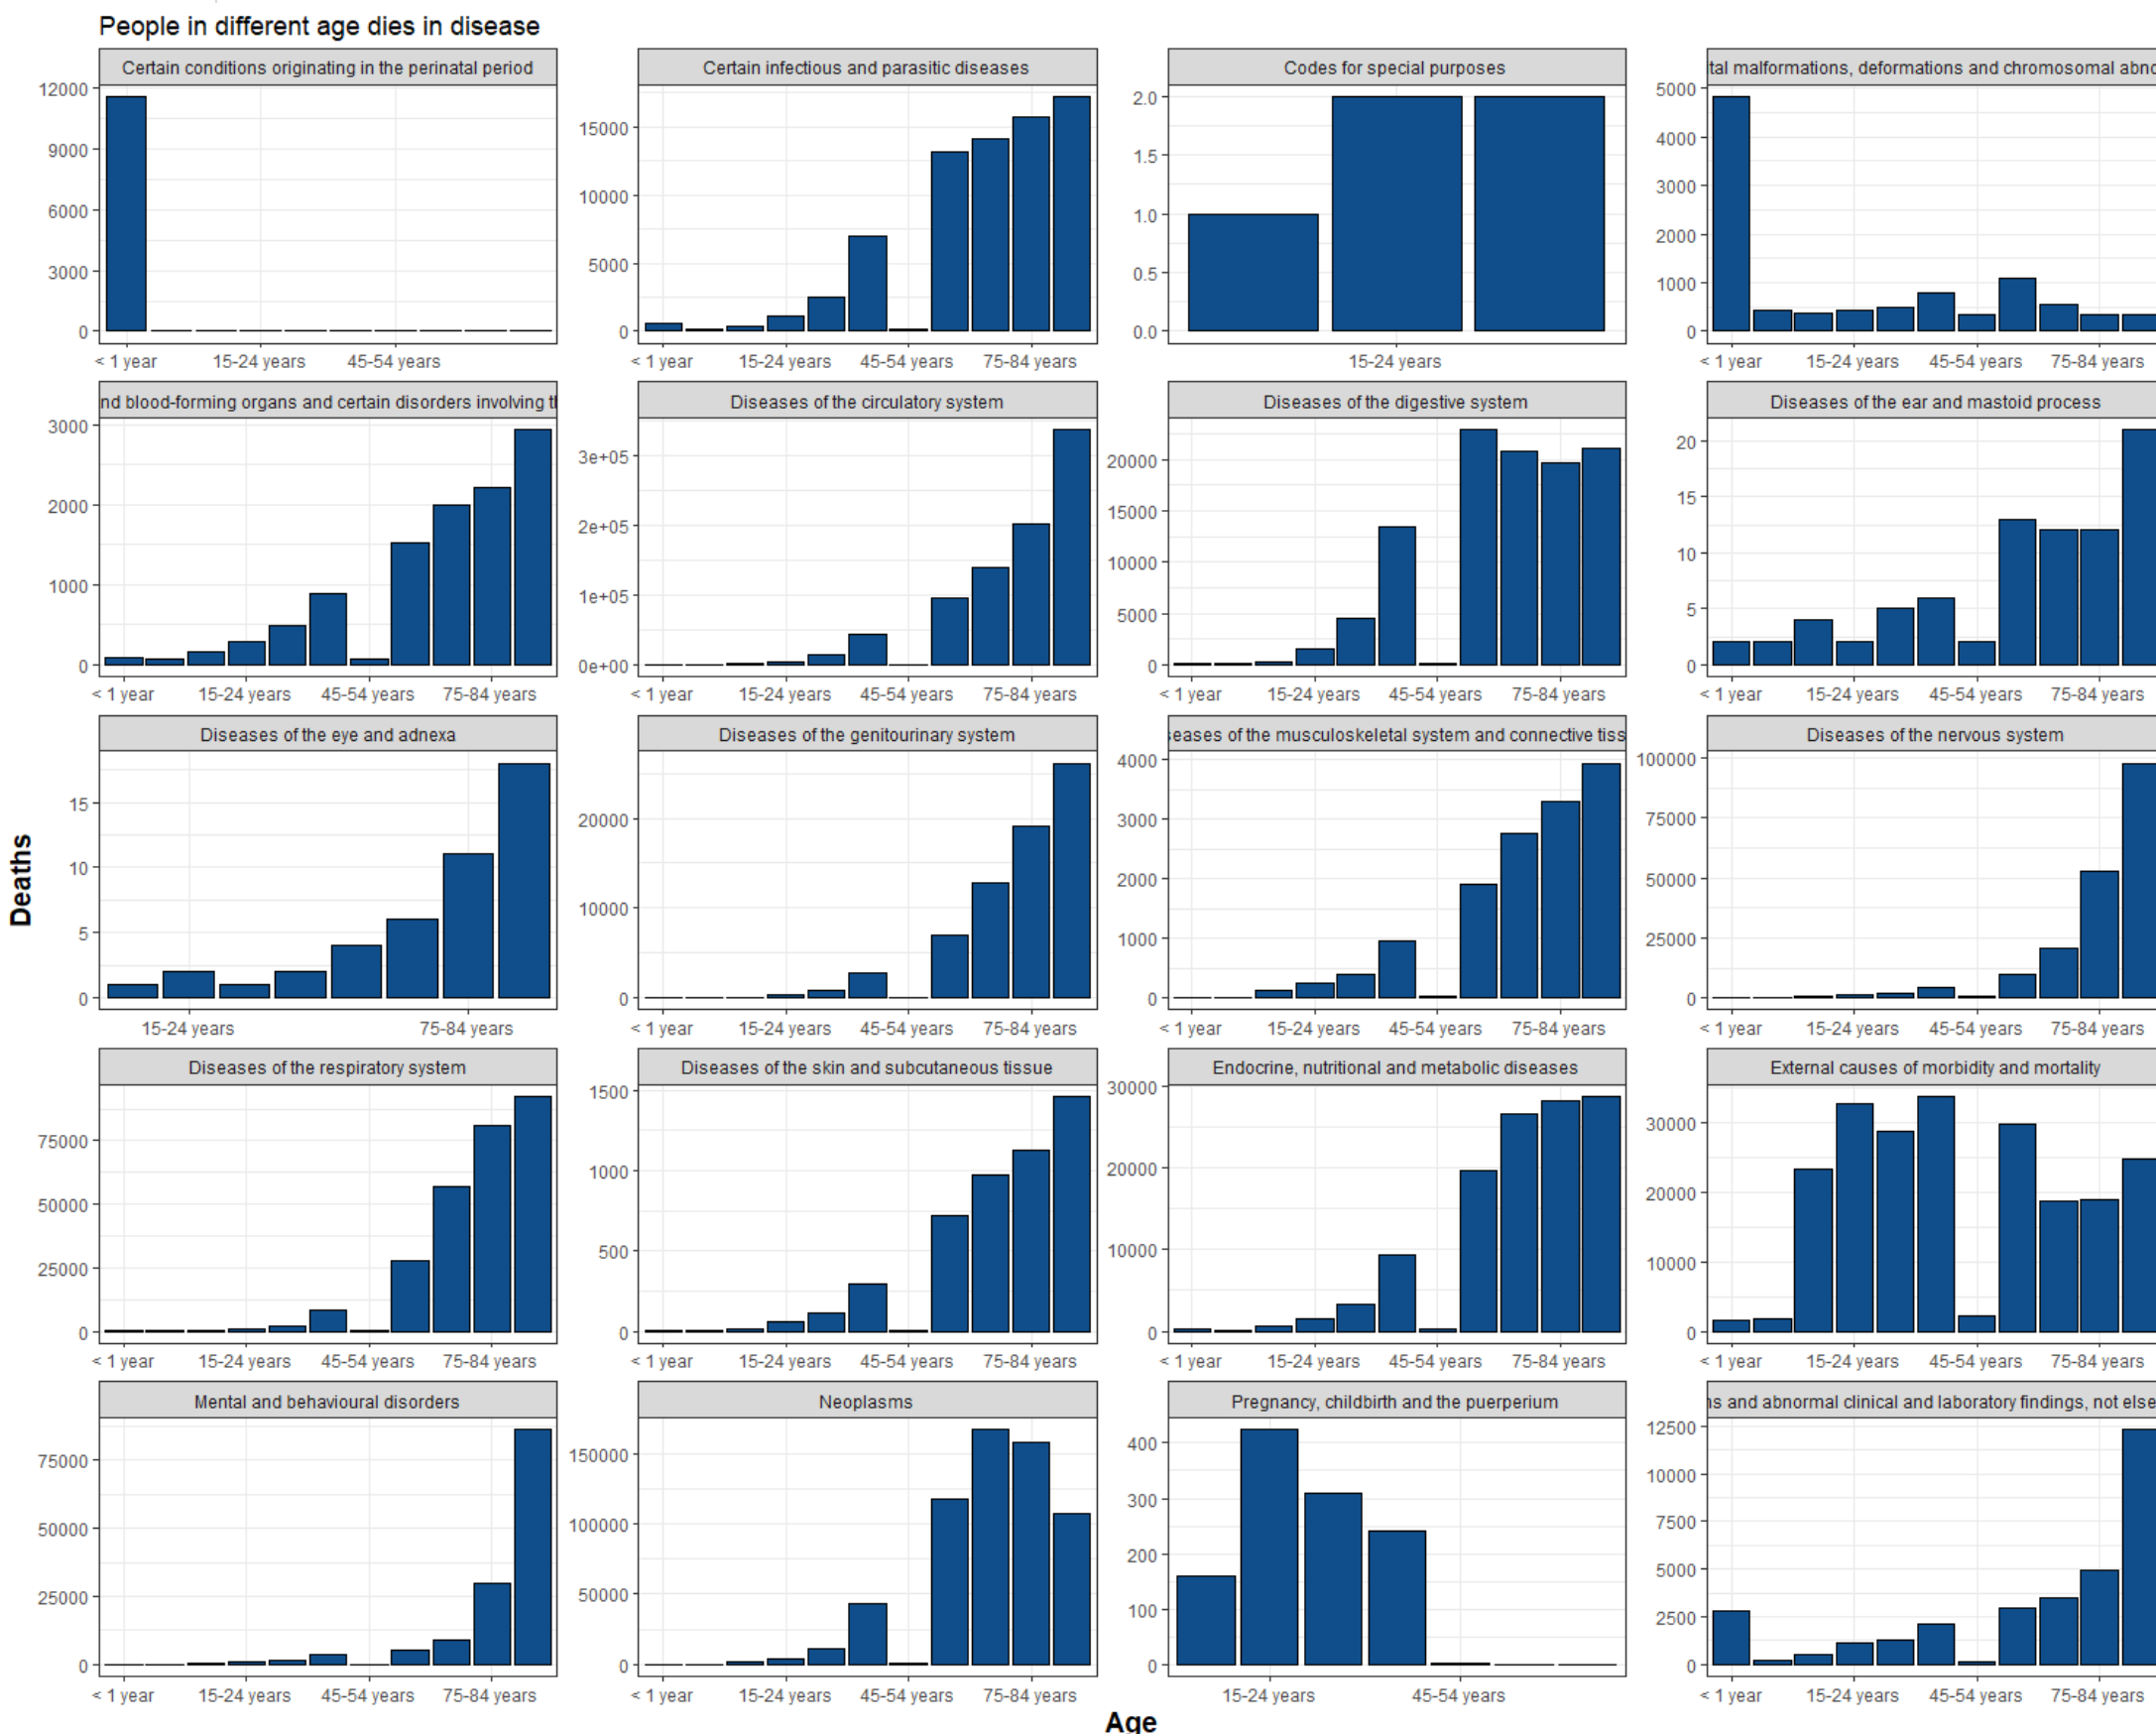 People in different age dies in disease
Certain conditions originating in the perinatal period
12000
9000
6000
3000
0
< 1 year 15-24 years 45-54 years
Certain infectious and parasitic diseases
15000
10000
5000
0
< 1 year 15-24 years 45-54 years 75-84 years
Codes for special purposes
2.0
1.5
1.0
0.5
0.0
15-24 years
malformations, deformations and chromosomal
5000
4000
3000
2000
1000
0
< 1 year 15-24 years 45-54 years 75-84 years
blood-forming organs and certain disorders involving
3000
2000
1000
0
< 1 year 15-24 years 45-54 years 75-84 years
Diseases of the circulatory system
3e+05
2e+05
1e+05
0e+00
< 1 year 15-24 years 45-54 years 75-84 years
Diseases of the digestive system
20000
15000
10000
5000
0
< 1 year 15-24 years 45-54 years 75-84 years
Diseases of the ear and mastoid process
20
15
10
5
0
< 1 year 15-24 years 45-54 years 75-84 years
Deaths
Diseases of the eye and adnexa
15
10
5
0
15-24 years 75-84 years
Diseases of the genitourinary system
20000
10000
0
< 1 year 15-24 years 45-54 years 75-84 years
of the musculoskeletal system and connective
4000
3000
2000
1000
0
< 1 year 15-24 years 45-54 years 75-84 years
Diseases of the nervous system
100000
75000
50000
25000
0
< 1 year 15-24 years 45-54 years 75-84 years
Diseases of the respiratory system
75000
50000
25000
0
< 1 year 15-24 years 45-54 years 75-84 years
Diseases of the skin and subcutaneous tissue
1500
1000
500
0
< 1 year 15-24 years 45-54 years 75-84 years
Endocrine, nutritional and metabolic diseases
30000
20000
10000
0
< 1 year 15-24 years 45-54 years 75-84 years
External causes of morbidity and mortality
30000
20000
10000
0
< 1 year 15-24 years 45-54 years 75-84 years
Mental and behavioural disorders
75000
50000
25000
0
< 1 year 15-24 years 45-54 years 75-84 years
Neoplasms
150000
100000
50000
0
< 1 year 15-24 years 45-54 years 75-84 years
Pregnancy, childbirth and the puerperium
400
300
200
100
0
15-24 years 45-54 years
and abnormal clinical and laboratory findings, not
12500
10000
7500
5000
2500
0
< 1 year 15-24 years 45-54 years 75-84 years
Age